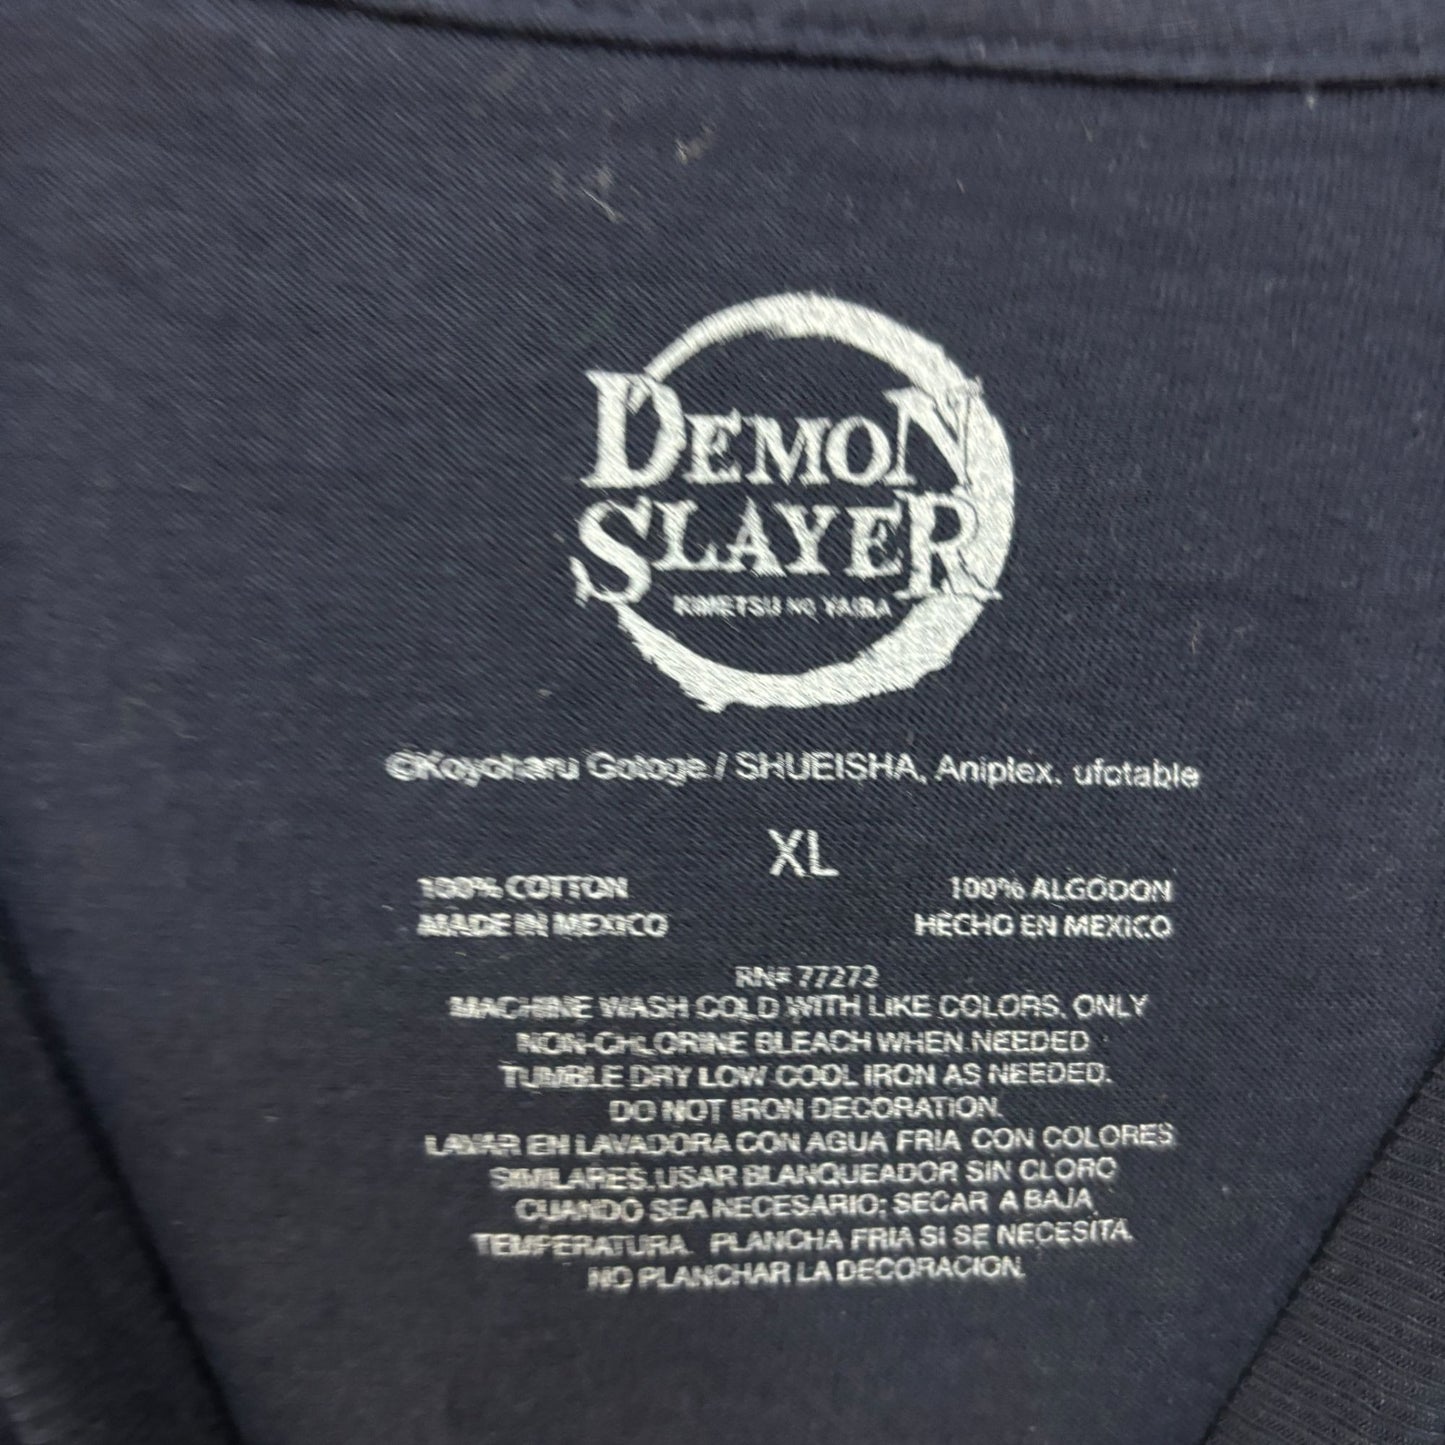 DEMON
SLAYER
KIMETSU NO YAIBA
©Koyoharu Gotoge / SHUEISHA, Aniplex, ufotable
XL
100% COTTON 100% ALGODON
MADE IN MEXICO HECHO EN MEXICO
RN# 77272
MACHINE WASH COLD WITH LIKE COLORS, ONLY
NON-CHLORINE BLEACH WHEN NEEDED
TUMBLE DRY LOW COOL IRON AS NEEDED.
DO NOT IRON DECORATION.
LAVAR EN LAVADORA CON AGUA FRIA CON COLORES
SIMILARES. USAR BLANQUEADOR SIN CLORO
CUANDO SEA NECESARIO; SECAR A BAJA
TEMPERATURA. PLANCHA FRIA SI SE NECESITA.
NO PLANCHAR LA DECORACION.